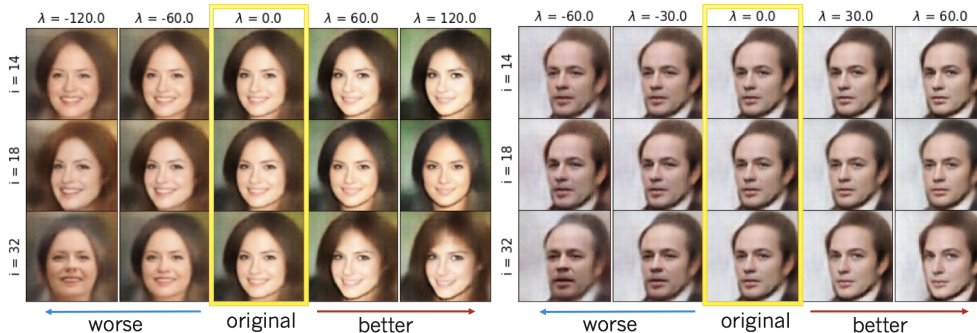 λ = -120.0 λ = -60.0 λ = 0.0 λ = 60.0 λ = 120.0
i = 14
i = 18
i = 32
worse original better
λ = -60.0 λ = -30.0 λ = 0.0 λ = 30.0 λ = 60.0
i = 14
i = 18
i = 32
worse original better